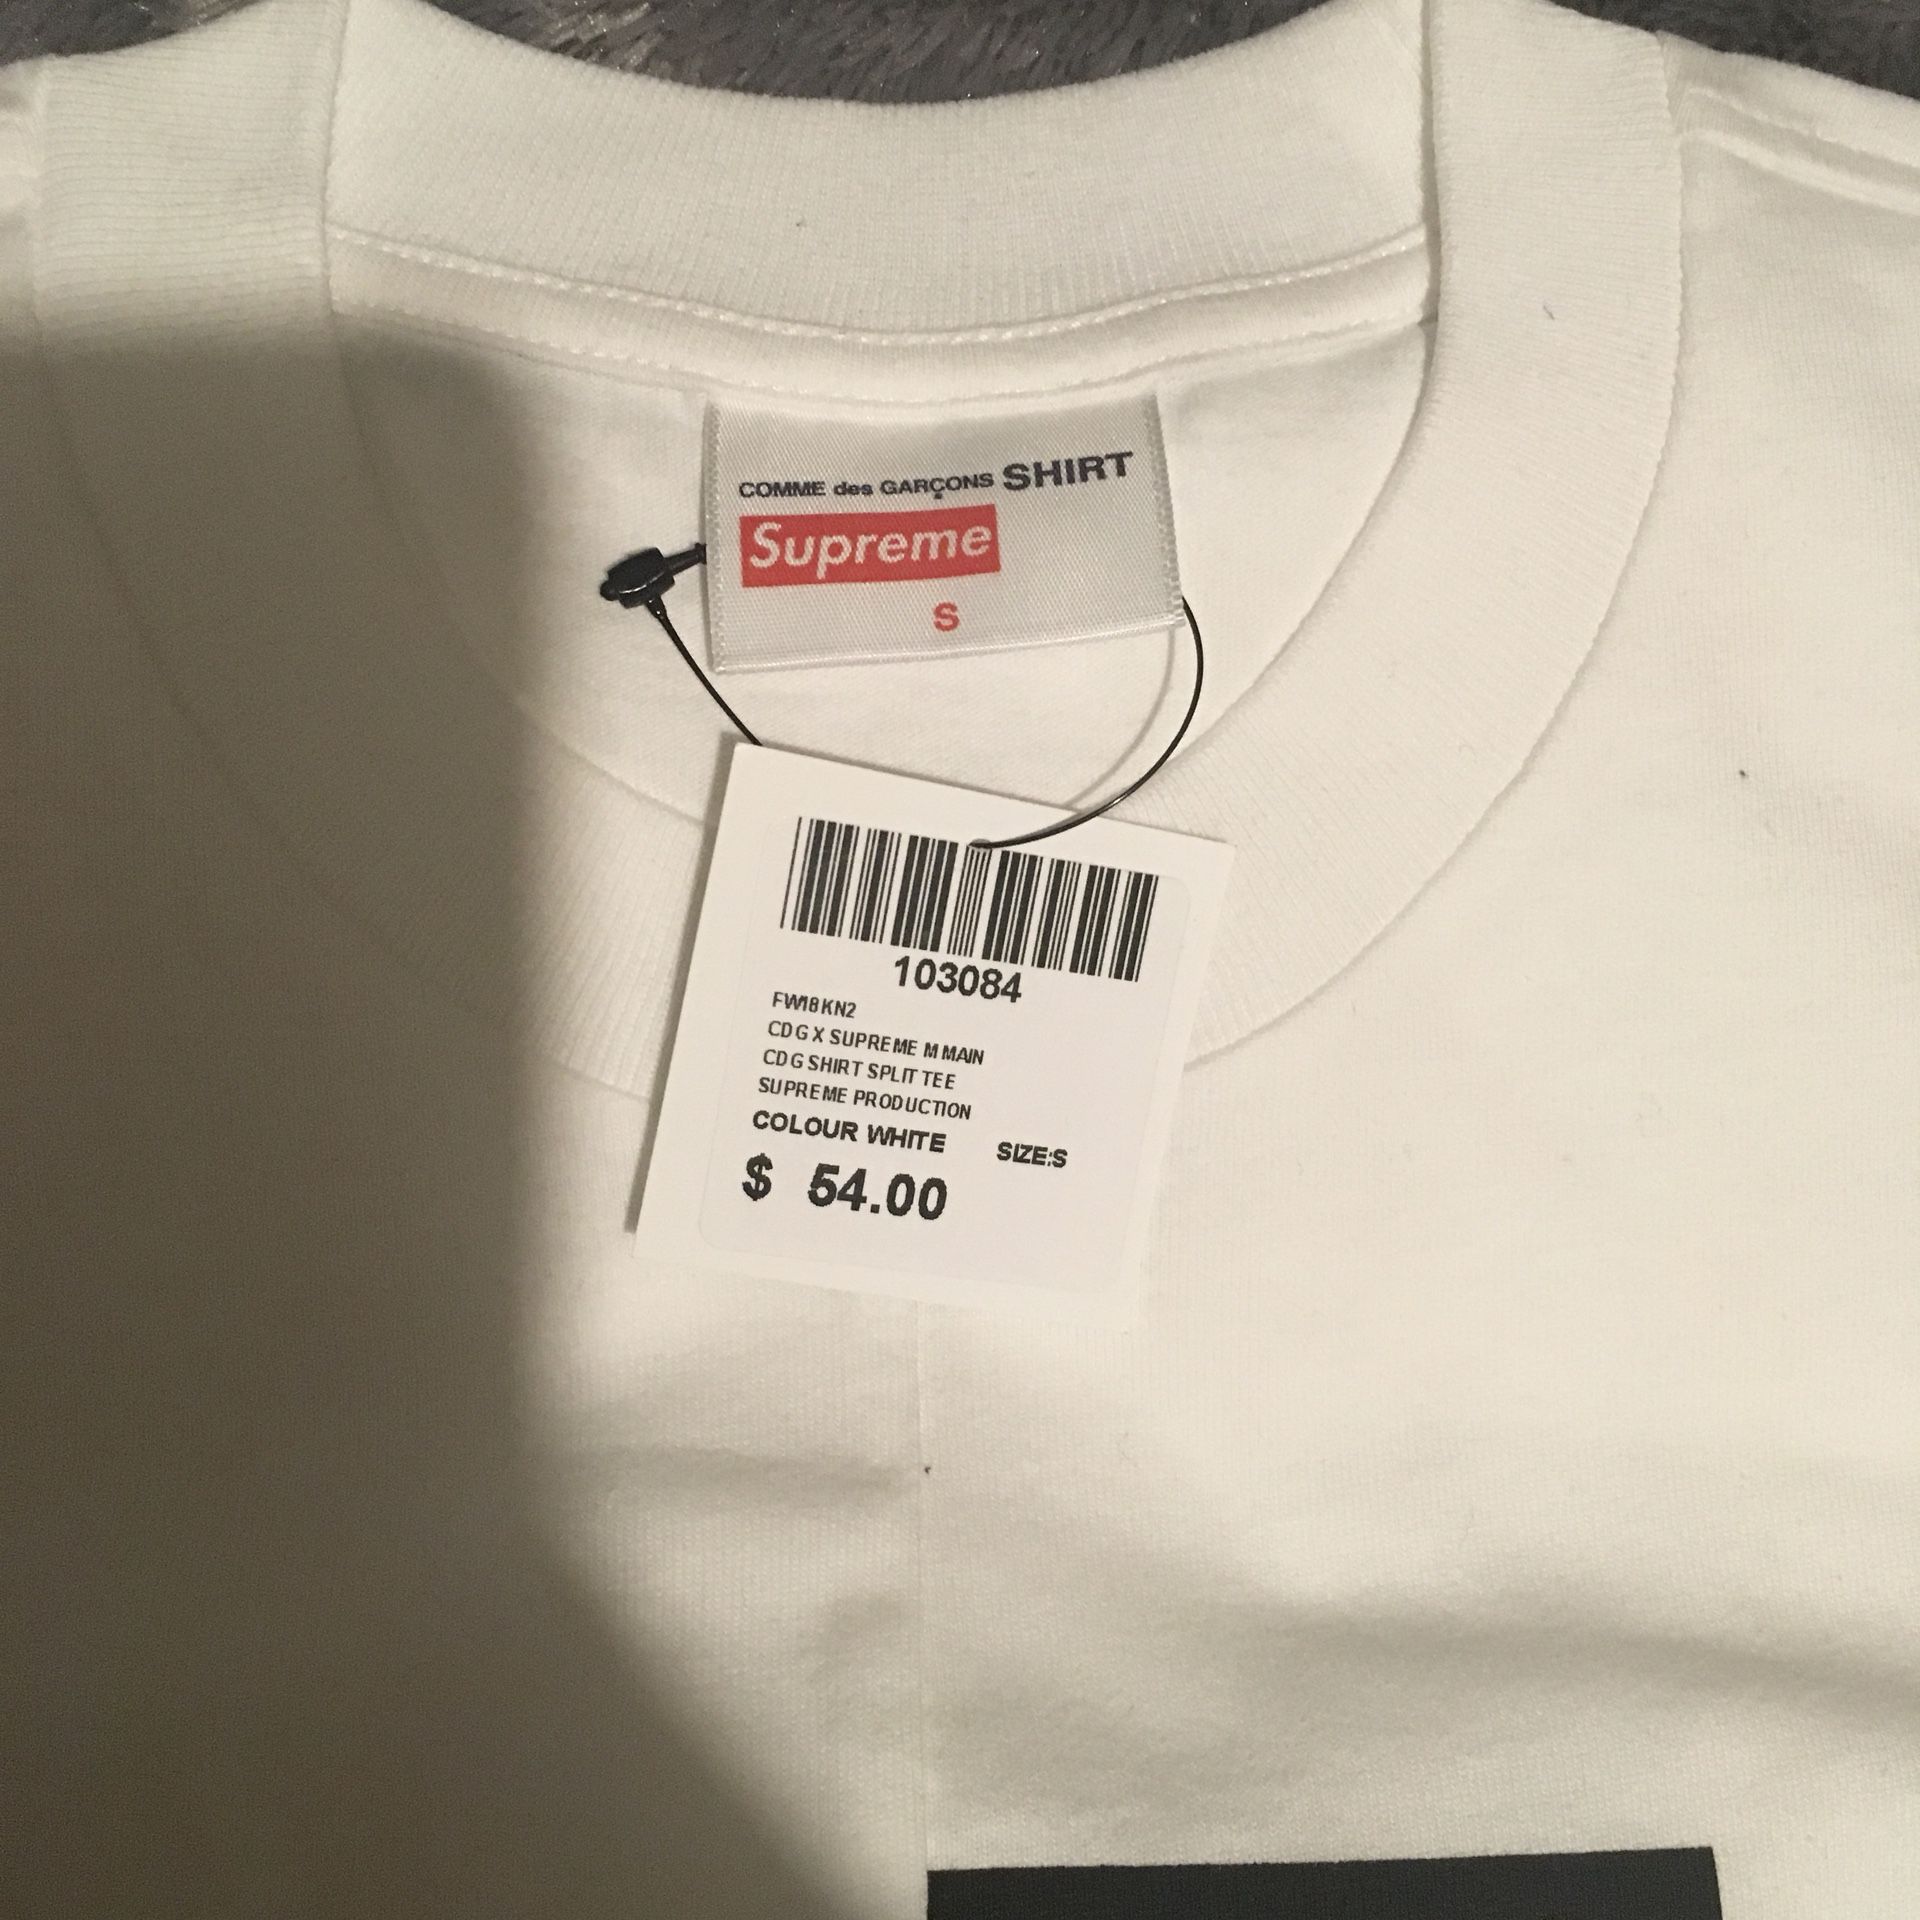 COMME des GARÇONS SHIRT
Supreme
S
103084
FW18KN2
CDG X SUPREME M MAIN
CDG SHIRT SPLIT TEE
SUPREME PRODUCTION
COLOUR WHITE SIZE:S
$ 54.00